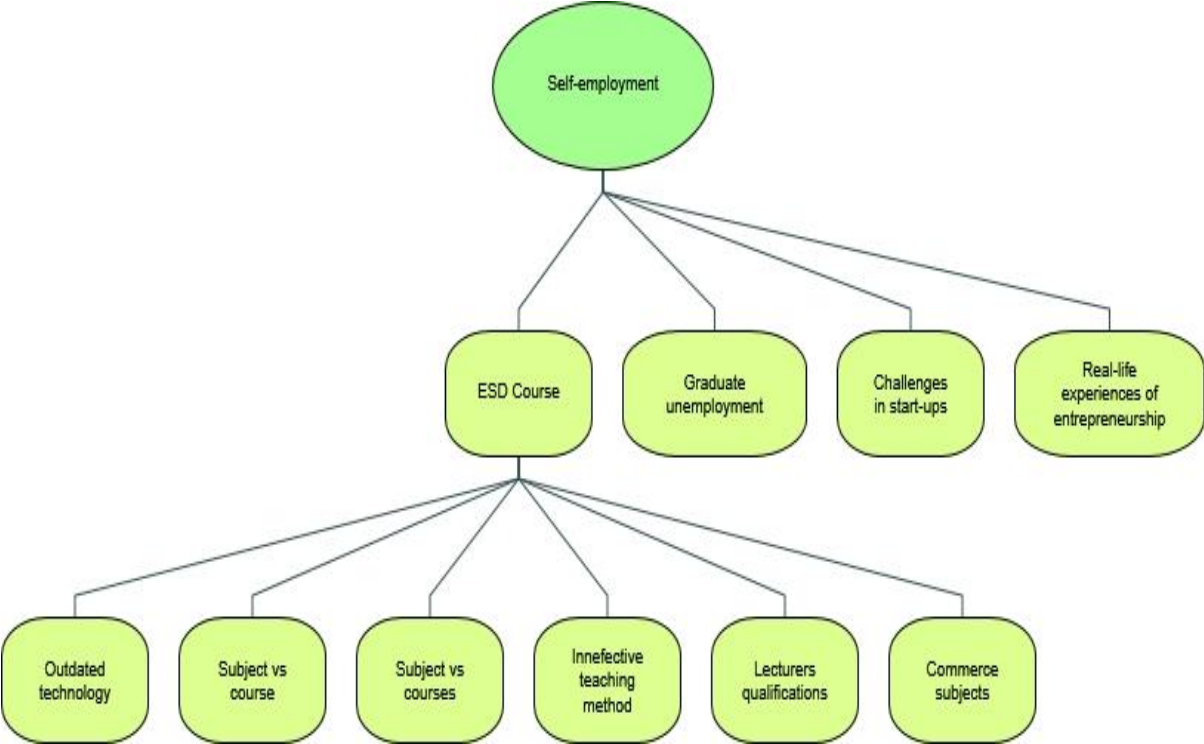 Self-employment
ESD Course
Graduate
unemployment
Challenges
in start-ups
Real-life
experiences of
entrepreneurship
Outdated
technology
Subject vs
course
Subject vs
courses
Innefective
teaching
method
Lecturers
qualifications
Commerce
subjects